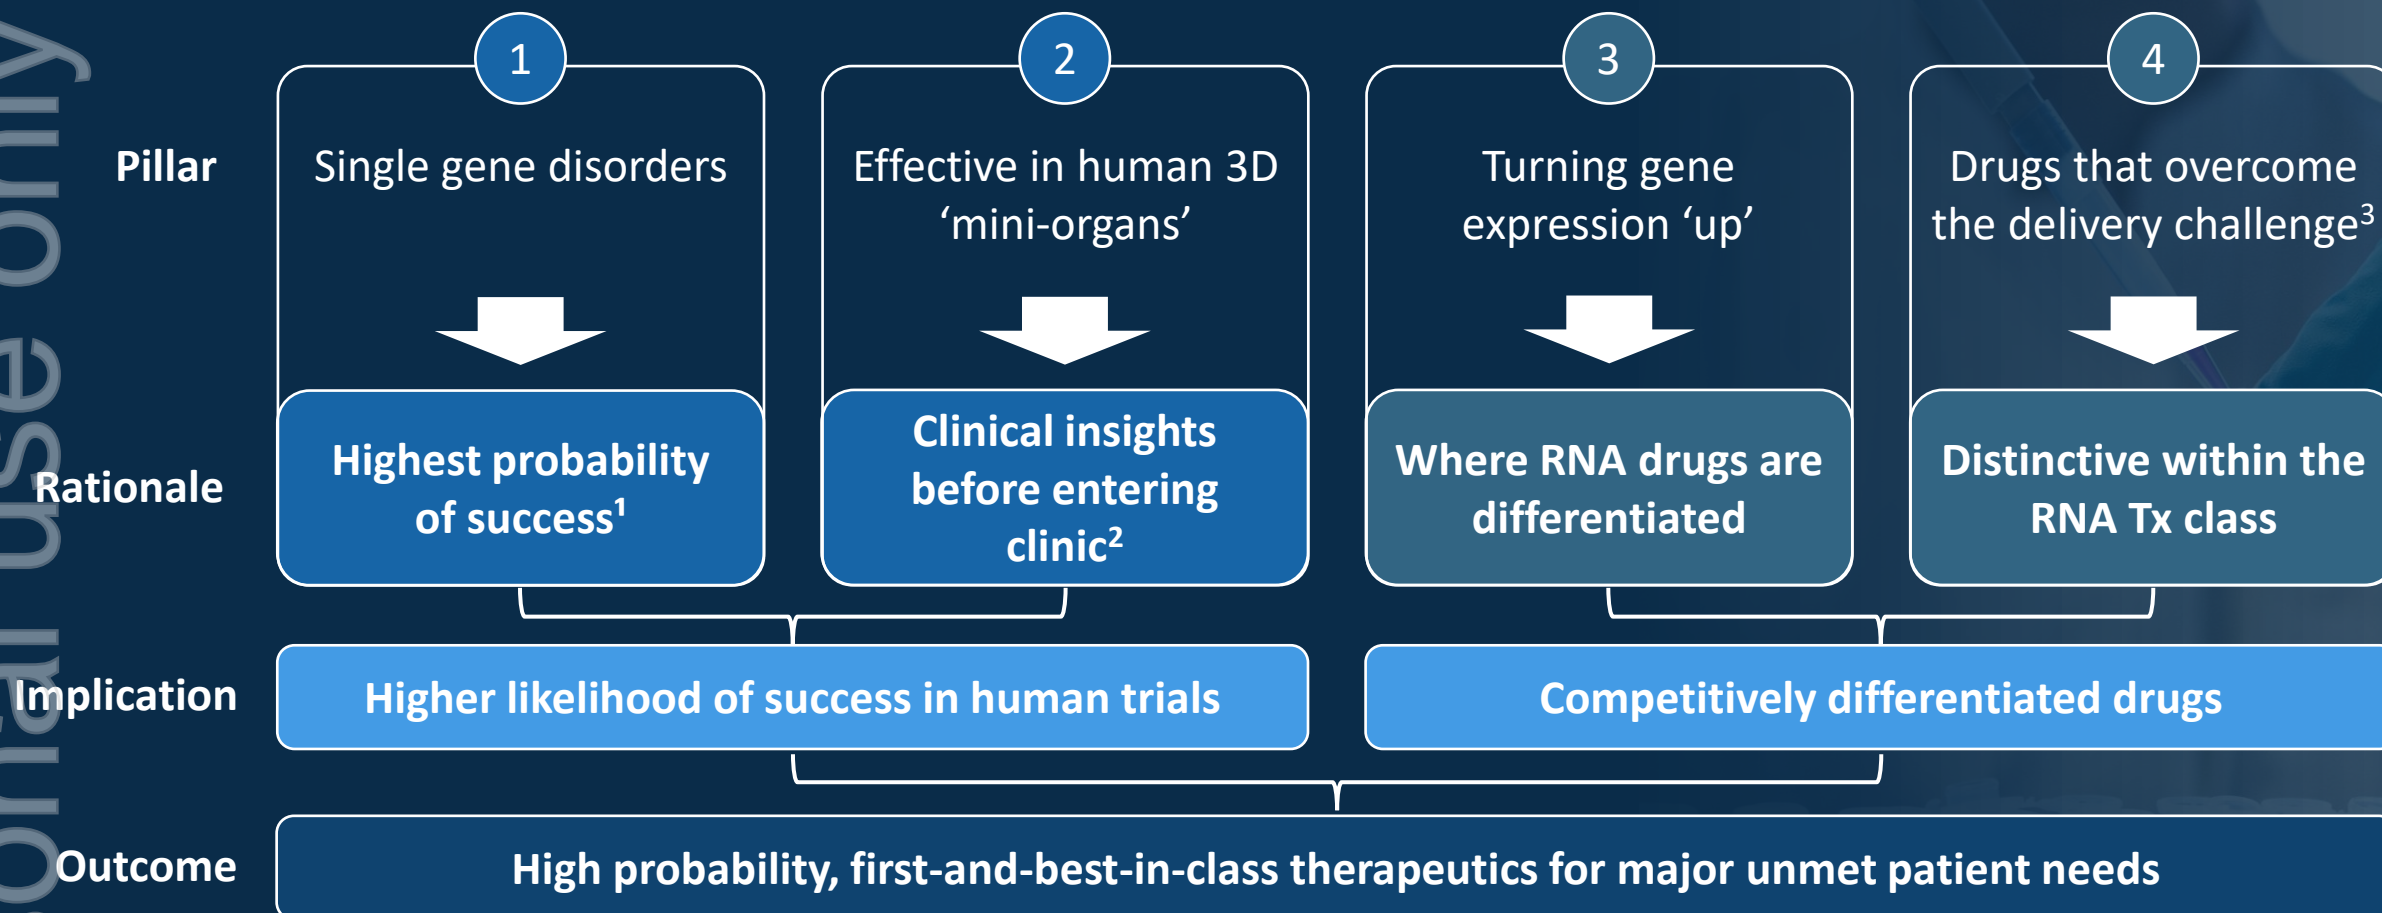 1
2
3
4
Pillar
Single gene disorders
Effective in human 3D
‘mini-organs’
Turning gene
expression ‘up’
Drugs that overcome
the delivery challenge³
Rationale
Highest probability
of success¹
Clinical insights
before entering
clinic²
Where RNA drugs are
differentiated
Distinctive within the
RNA Tx class
Implication
Higher likelihood of success in human trials
Competitively differentiated drugs
Outcome
High probability, first-and-best-in-class therapeutics for major unmet patient needs
use only